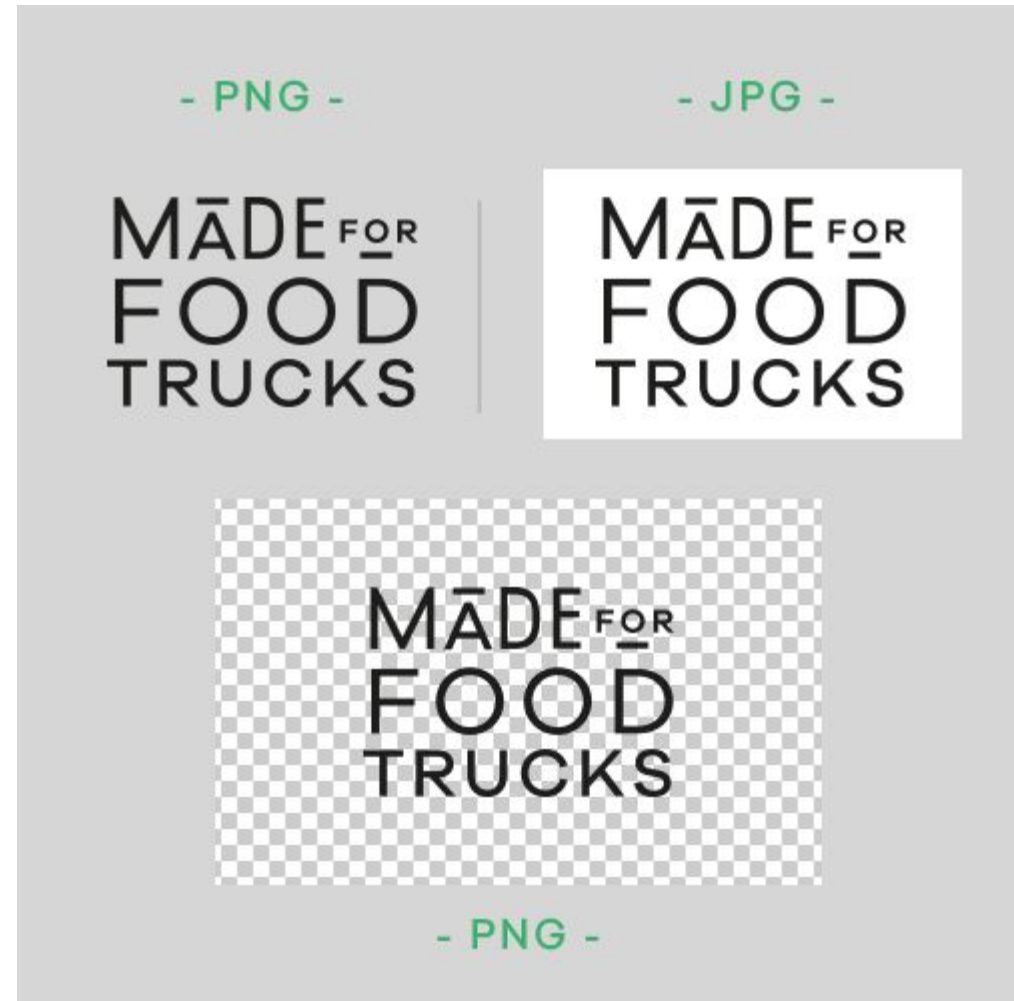 - PNG -
MĀDE FOR
FOOD
TRUCKS
- JPG -
MĀDE FOR
FOOD
TRUCKS
MĀDE FOR
FOOD
TRUCKS
- PNG -